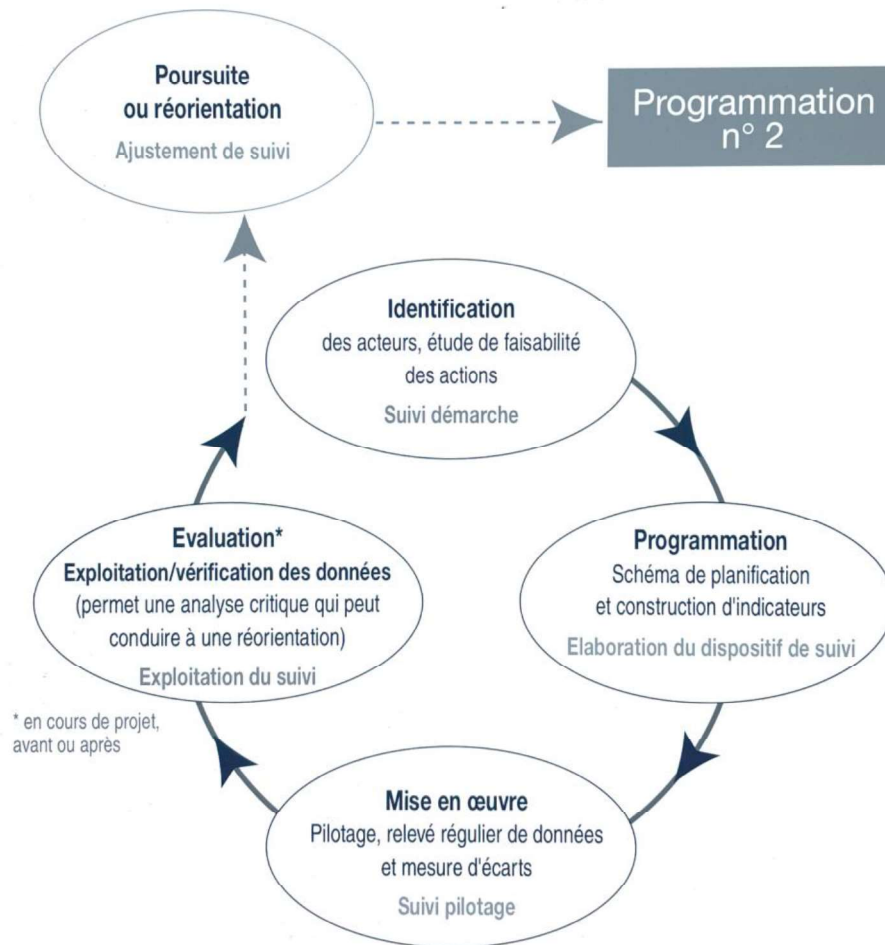 Poursuite
ou réorientation
Ajustement de suivi
Programmation
n° 2
Identification
des acteurs, étude de faisabilité
des actions
Suivi démarche
Programmation
Schéma de planification
et construction d'indicateurs
Elaboration du dispositif de suivi
Mise en œuvre
Pilotage, relevé régulier de données
et mesure d'écarts
Suivi pilotage
Evaluation*
Exploitation/vérification des données
(permet une analyse critique qui peut
conduire à une réorientation)
Exploitation du suivi
* en cours de projet,
avant ou après